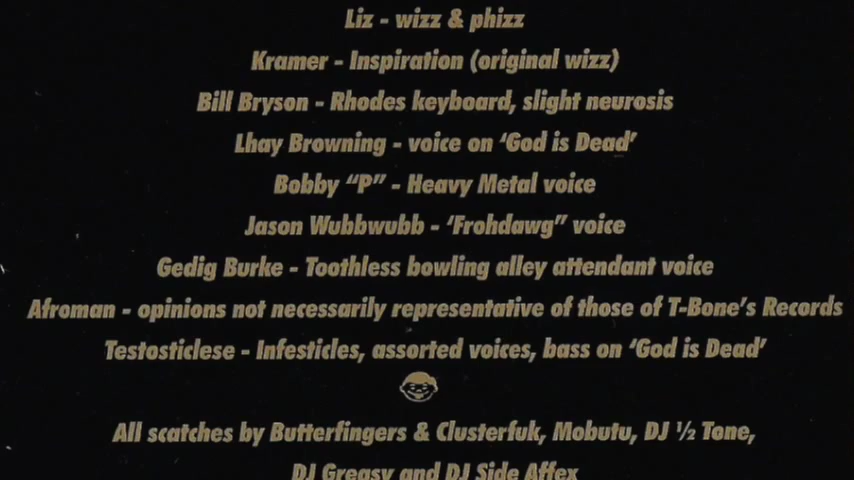 Liz - wizz & phizz
Kramer - Inspiration (original wizz)
Bill Bryson - Rhodes keyboard, slight neurosis
Lhay Browning - voice on ‘God is Dead’
Bobby “P” - Heavy Metal voice
Jason Wubbwubb - ‘Frohdawg” voice
Gedig Burke - Toothless bowling alley attendant voice
Afroman - opinions not necessarily representative of those of T-Bone’s Records
Testosticlese - Infesticles, assorted voices, bass on ‘God is Dead’
All scatches by Butterfingers & Clusterfuk, Mobutu, DJ ½ Tone,
DJ Greasy and DJ Side Affex